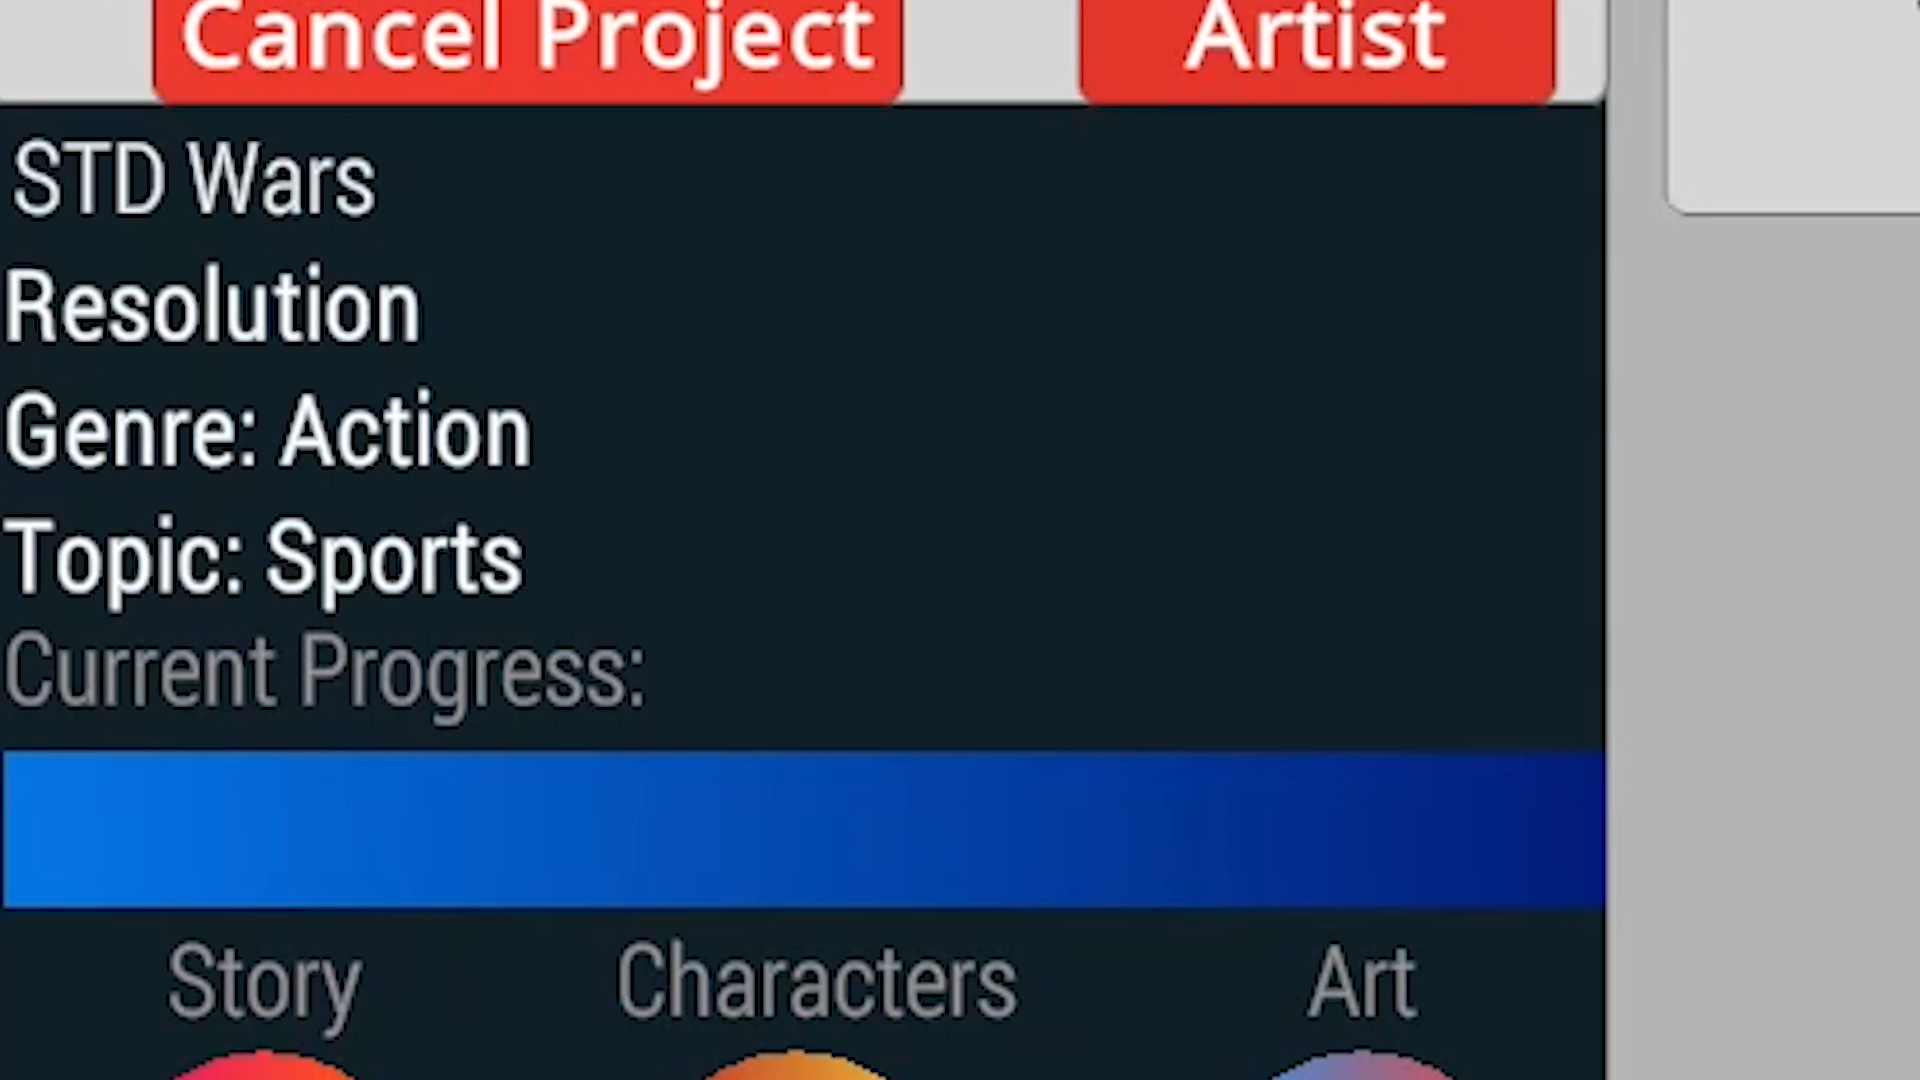 Cancel Project Artist
STD Wars
Resolution
Genre: Action
Topic: Sports
Current Progress:
Story Characters Art